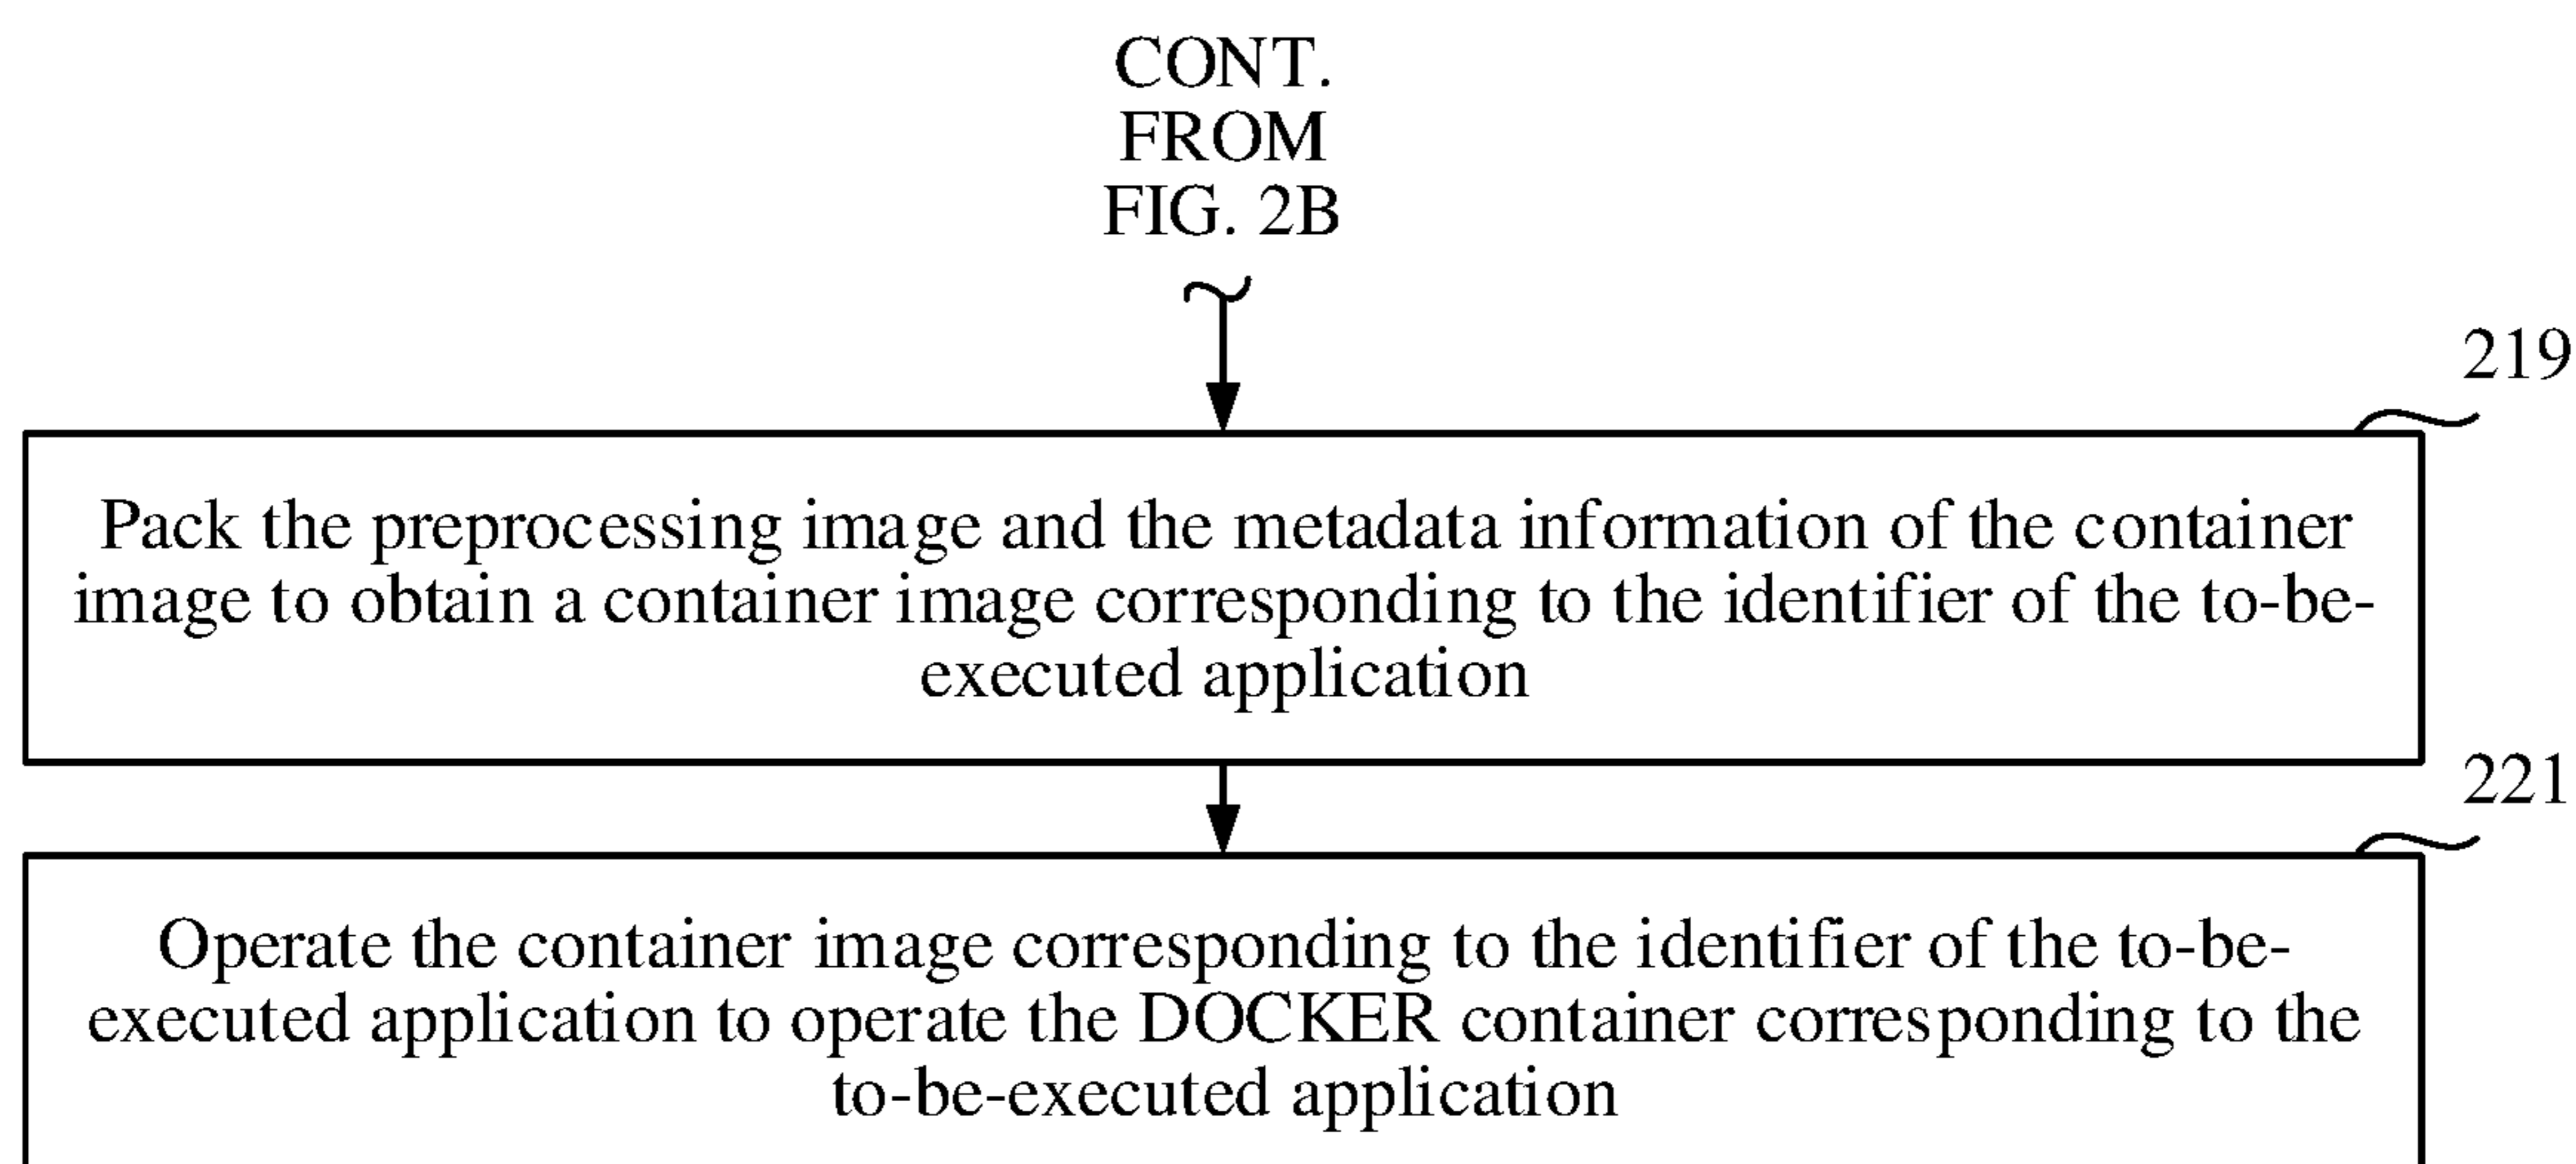 CONT.
FROM
FIG. 2B
219
Pack the preprocessing image and the metadata information of the container
image to obtain a container image corresponding to the identifier of the to-be-
executed application
221
Operate the container image corresponding to the identifier of the to-be-
executed application to operate the DOCKER container corresponding to the
to-be-executed application